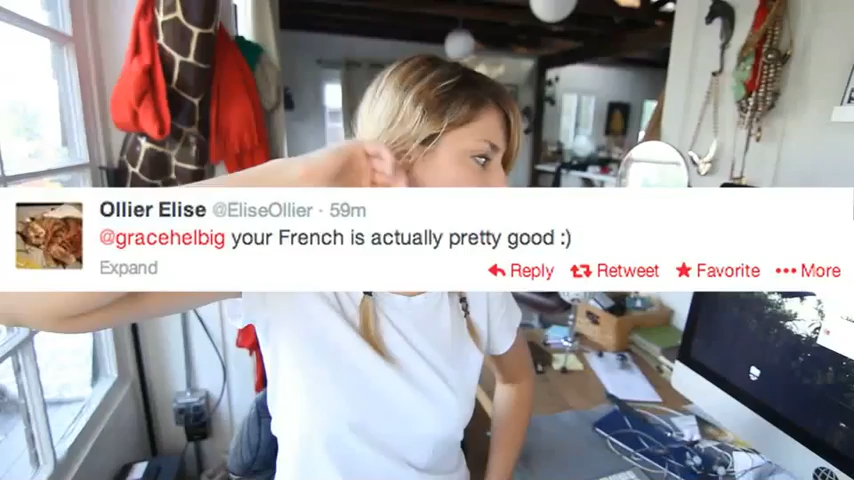 Ollier Elise @EliseOllier · 59m
@gracehelbig your French is actually pretty good :)
Expand
Reply Retweet Favorite More